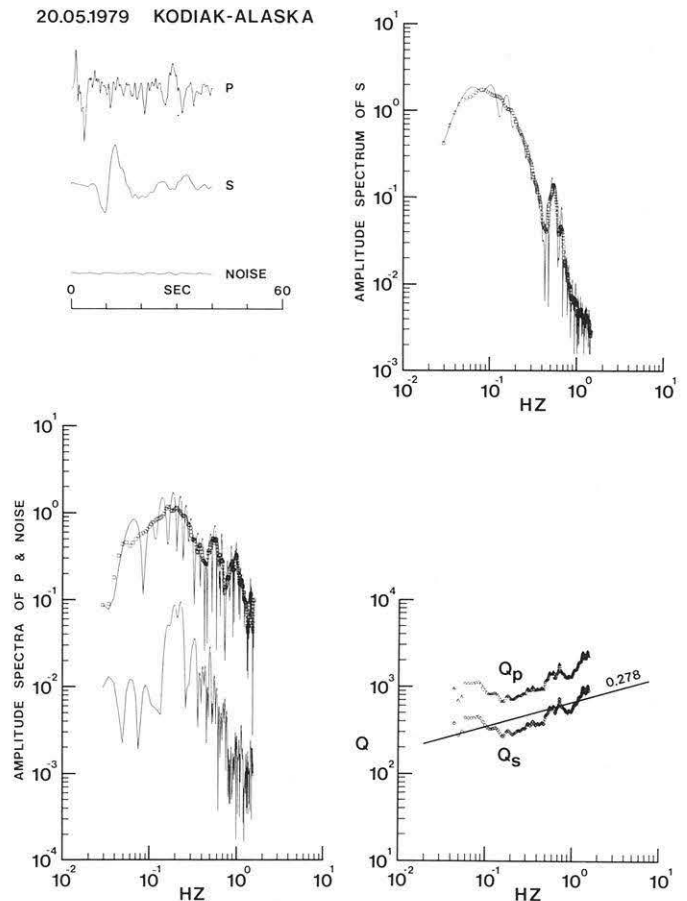 20.05.1979 KODIAK-ALASKA
P
S
NOISE
0 SEC 60
AMPLITUDE SPECTRUM OF S
10^1
10^0
10^-1
10^-2
10^-3
10^-2 10^-1 10^0 10^1
HZ
AMPLITUDE SPECTRA OF P & NOISE
10^1
10^0
10^-1
10^-2
10^-3
10^-4
10^-2 10^-1 10^0 10^1
HZ
Q
10^4
10^3
10^2
10^0
Qp
0.278
Qs
10^-2 10^-1 10^0 10^1
HZ